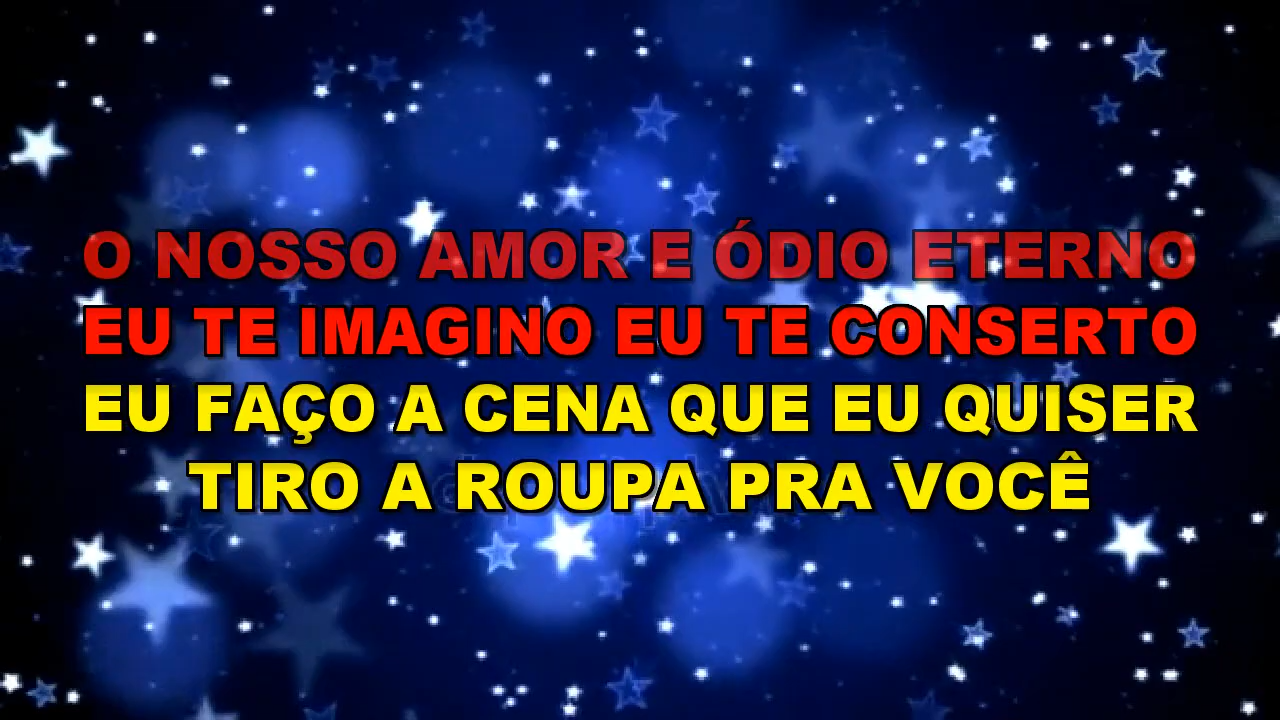 O NOSSO AMOR E ÓDIO ETERNO
EU TE IMAGINO EU TE CONSERTO
EU FAÇO A CENA QUE EU QUISER
TIRO A ROUPA PRA VOCÊ